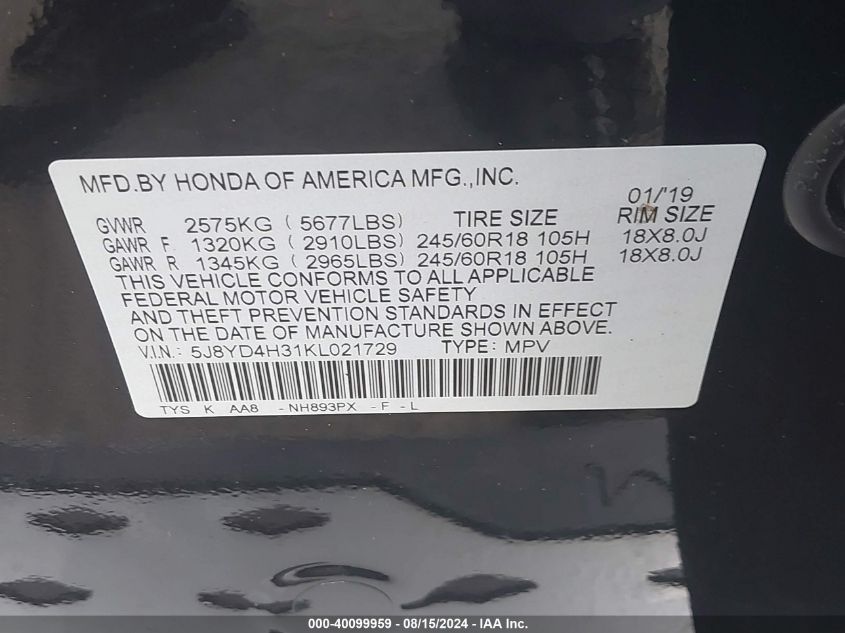 MFD.BY HONDA OF AMERICA MFG.,INC.
01/'19
GVWR 2575KG (5677LBS) TIRE SIZE RIM SIZE
GAWR F 1320KG (2910LBS) 245/60R18 105H 18X8.0J
GAWR R 1345KG (2965LBS) 245/60R18 105H 18X8.0J
THIS VEHICLE CONFORMS TO ALL APPLICABLE
FEDERAL MOTOR VEHICLE SAFETY
AND THEFT PREVENTION STANDARDS IN EFFECT
ON THE DATE OF MANUFACTURE SHOWN ABOVE.
V.I.N.: 5J8YD4H31KL021729 TYPE: MPV
TYS K AA8 -NH893PX -F -L
000-40099959 - 08/15/2024 - IAA Inc.